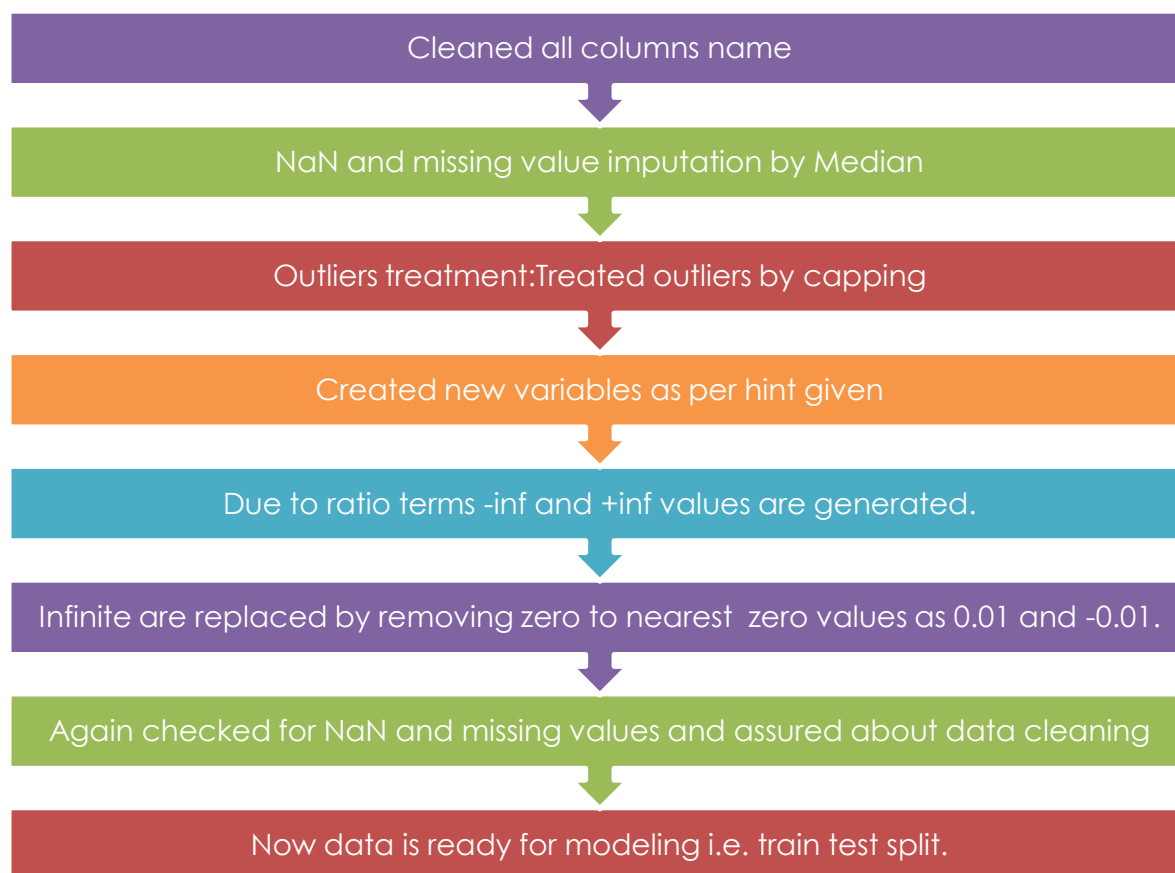 Cleaned all columns name
NaN and missing value imputation by Median
Outliers treatment:Treated outliers by capping
Created new variables as per hint given
Due to ratio terms -inf and +inf values are generated.
Infinite are replaced by removing zero to nearest  zero values as 0.01 and -0.01.
Again checked for NaN and missing values and assured about data cleaning
Now data is ready for modeling i.e. train test split.